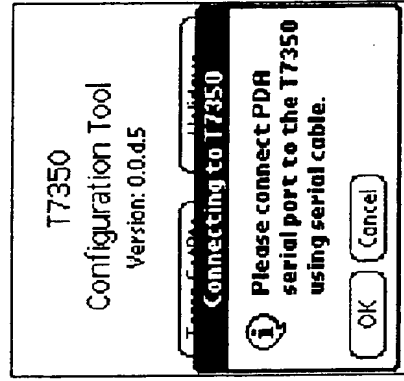 T7350
Configuration Tool
Version: 0.0.d.5
Connecting to T7350
Please connect PDA
serial port to the T7350
using serial cable.
OK
Cancel